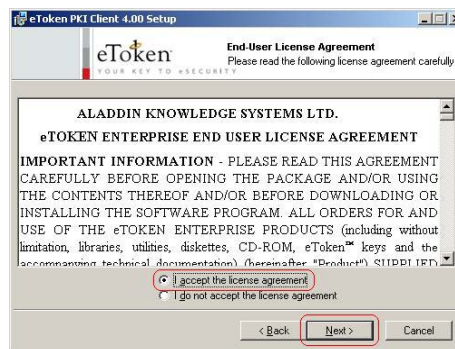 eToken PKI Client 4.00 Setup
eToken
YOUR KEY TO eSECURITY
End-User License Agreement
Please read the following license agreement carefully
ALADDIN KNOWLEDGE SYSTEMS LTD.
eTOKEN ENTERPRISE END USER LICENSE AGREEMENT
IMPORTANT INFORMATION - PLEASE READ THIS AGREEMENT
CAREFULLY BEFORE OPENING THE PACKAGE AND/OR USING
THE CONTENTS THEREOF AND/OR BEFORE DOWNLOADING OR
INSTALLING THE SOFTWARE PROGRAM. ALL ORDERS FOR AND
USE OF THE eTOKEN ENTERPRISE PRODUCTS (including without
limitation, libraries, utilities, diskettes, CD-ROM, eToken™ keys and the
accompanying technical documentation) (hereinafter "Product") SUPPLIED
I accept the license agreement
I do not accept the license agreement
< Back Next > Cancel